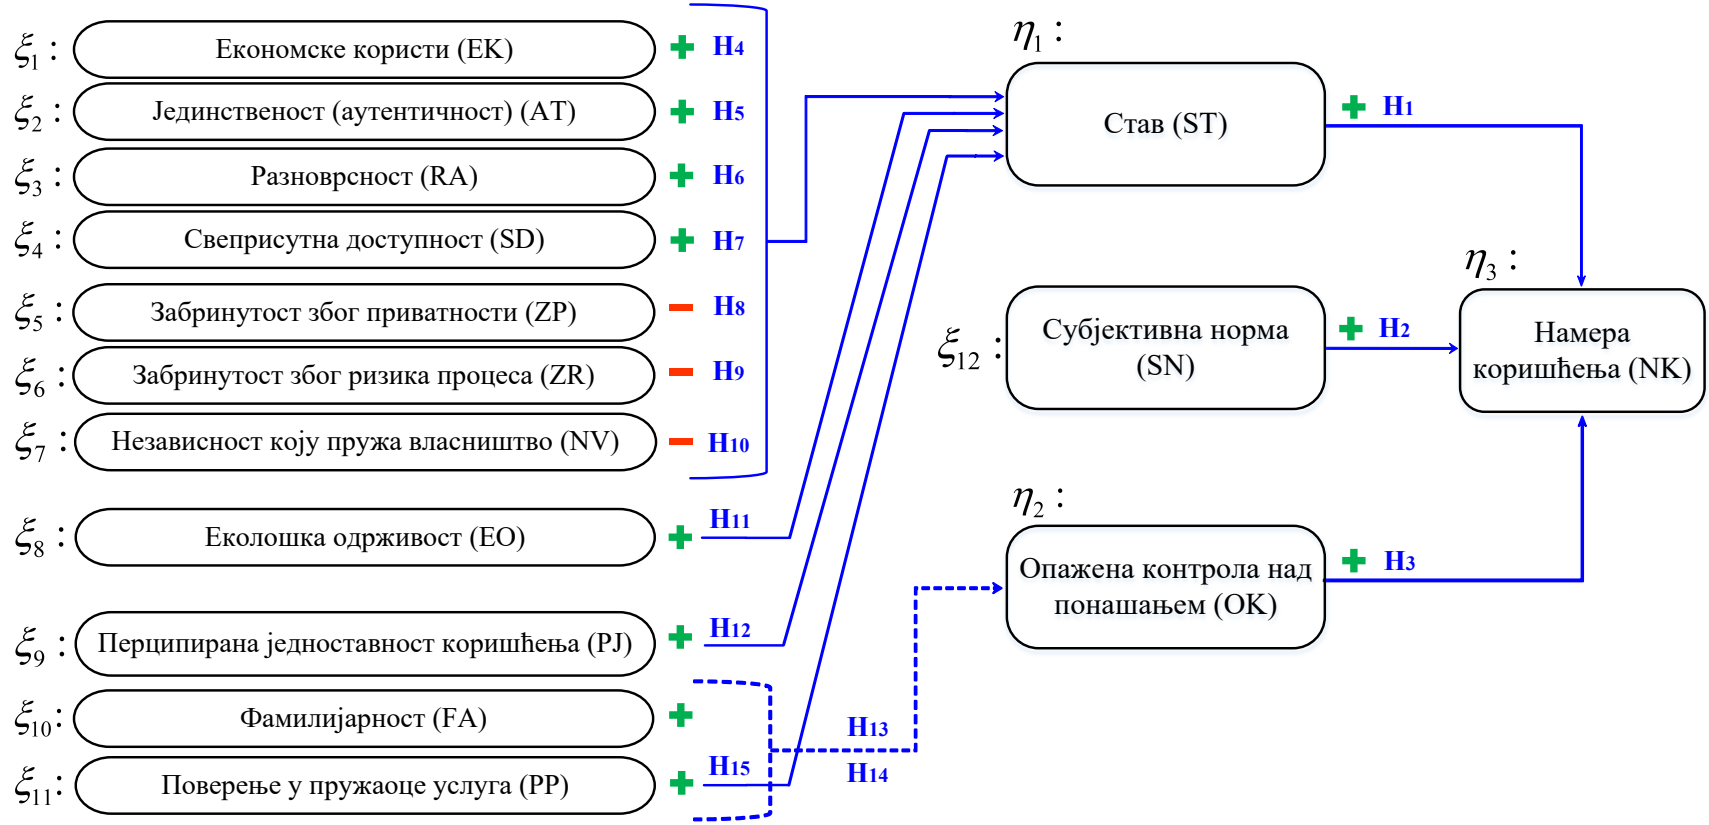 ξ1: Економске користи (EK) + H4
ξ2: Јединственост (аутентичност) (AT) + H5
ξ3: Разноврсност (RA) + H6
ξ4: Свеприсутна доступност (SD) + H7
ξ5: Забринутост због приватности (ZP) − H8
ξ6: Забринутост због ризика процеса (ZR) − H9
ξ7: Независност коју пружа власништво (NV) − H10
ξ8: Еколошка одрживост (EO) + H11
ξ9: Перципирана једноставност коришћења (PJ) + H12
ξ10: Фамилијарност (FA) +
ξ11: Поверење у пружаоце услуга (PP) + H15
H13
H14
η1:
Став (ST)
+ H1
ξ12:
Субјективна норма
(SN)
+ H2
η2:
Опажена контрола над
понашањем (OK)
+ H3
η3:
Намера
коришћења (NK)